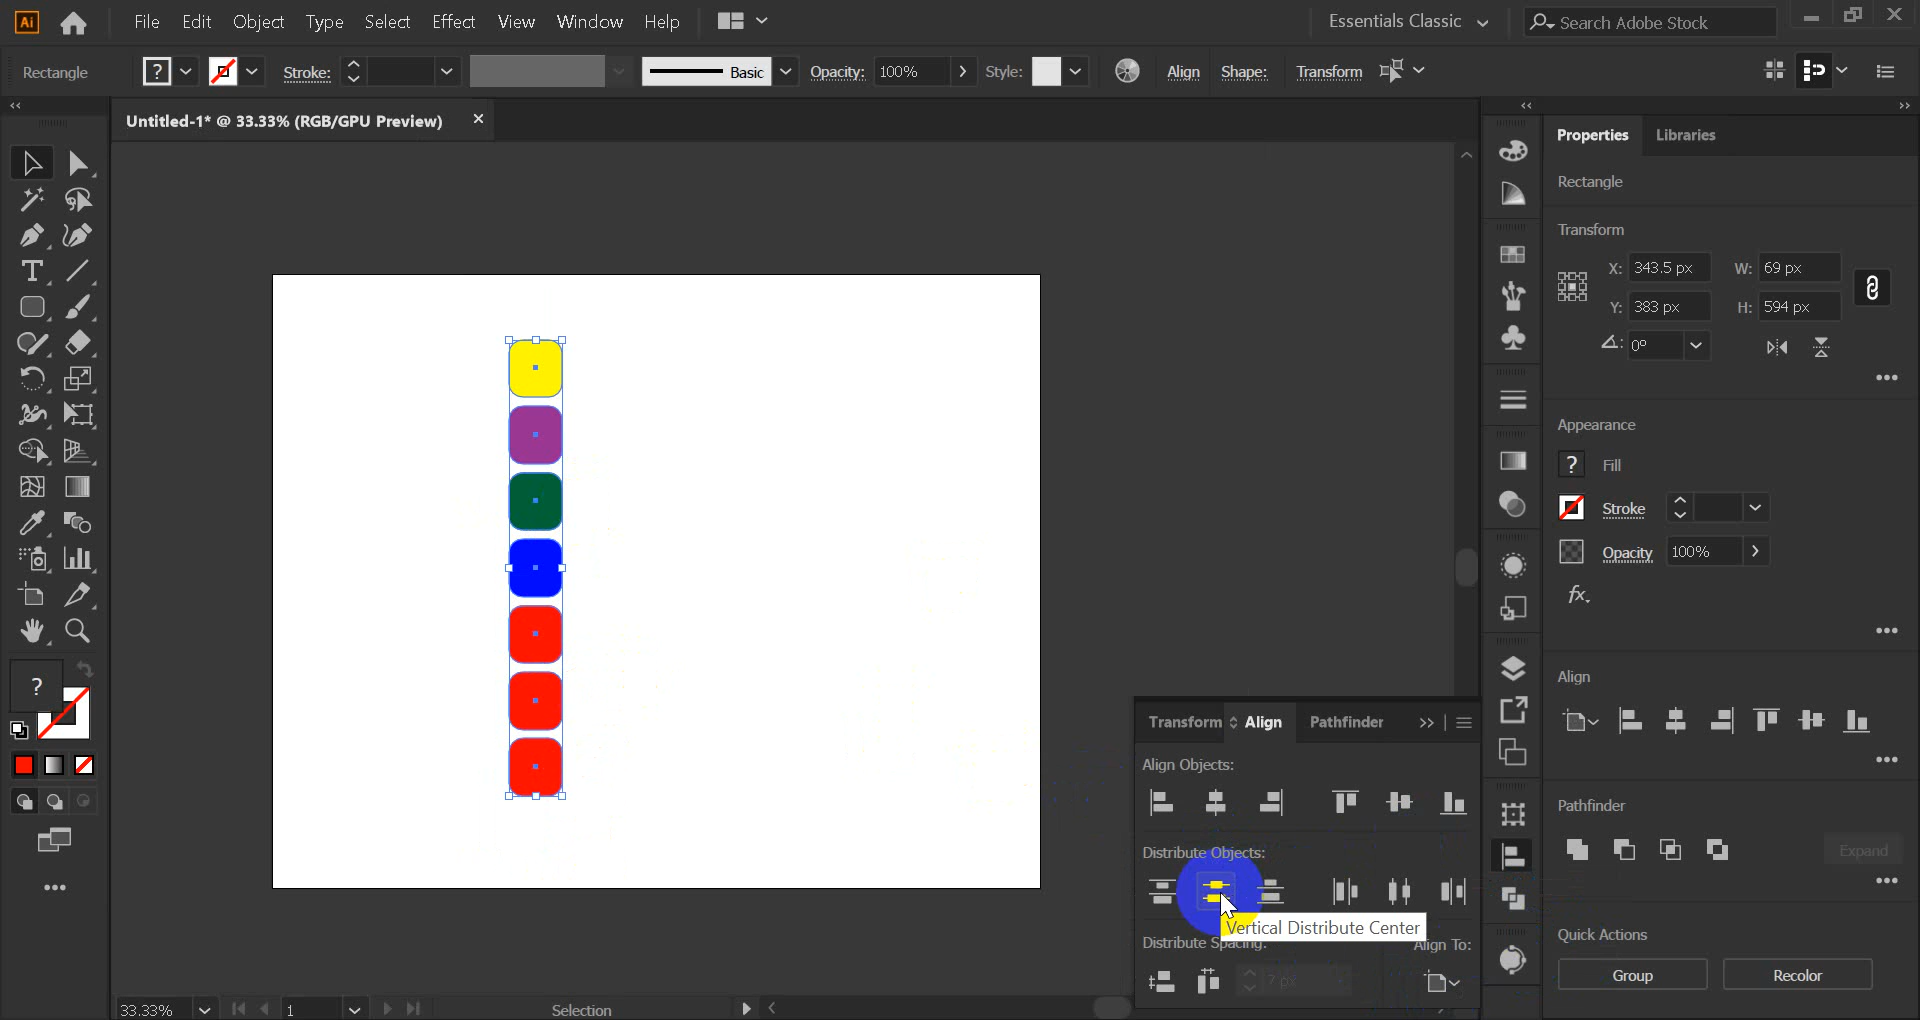 Ai File Edit Object Type Select Effect View Window Help Essentials Classic Search Adobe Stock
Rectangle ? Stroke: Basic Opacity: 100% Style: Align Shape: Transform
Untitled-1* @ 33.33% (RGB/GPU Preview)
Properties Libraries
Rectangle
Transform
X: 343.5 px W: 69 px
Y: 383 px H: 594 px
0°
Appearance
? Fill
Stroke
Opacity 100%
fx.
Align
Pathfinder
Expand
Quick Actions
Group Recolor
?
Transform Align Pathfinder
Align Objects:
Distribute Objects:
Vertical Distribute Center
Distribute Spacing: Align To:
7 px
33.33% 1 Selection